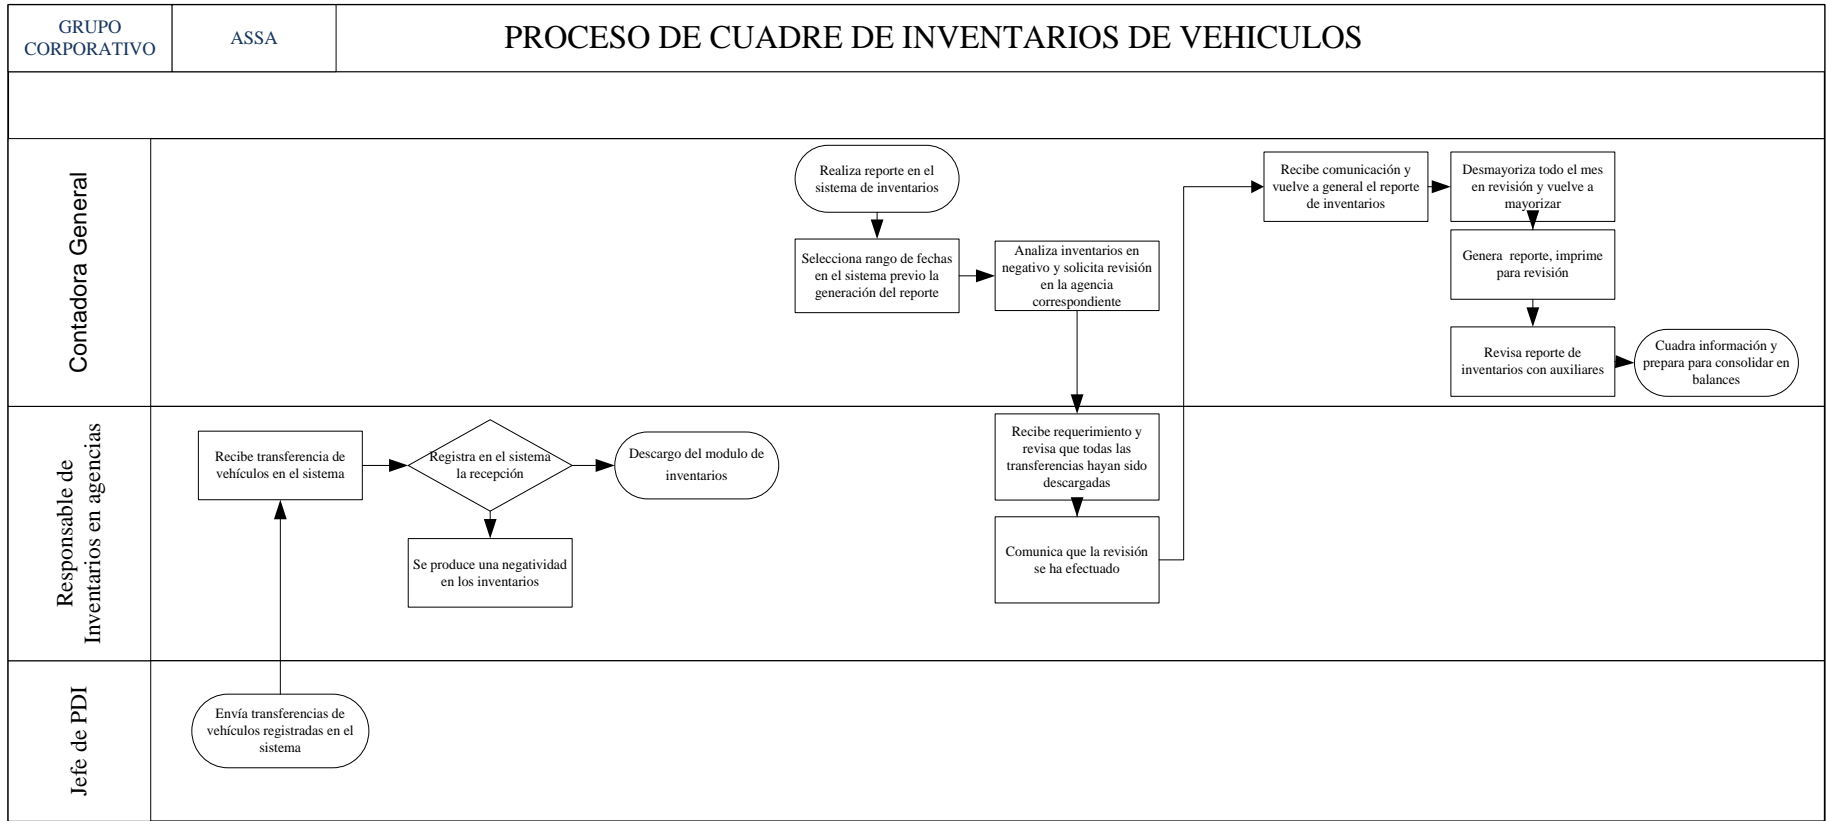 GRUPO
CORPORATIVO
ASSA
PROCESO DE CUADRE DE INVENTARIOS DE VEHICULOS
Contadora General
Realiza reporte en el
sistema de inventarios
Selecciona rango de fechas
en el sistema previo la
generación del reporte
Analiza inventarios en
negativo y solicita revisión
en la agencia
correspondiente
Recibe comunicación y
vuelve a general el reporte
de inventarios
Desmayoriza todo el mes
en revisión y vuelve a
mayorizar
Genera reporte, imprime
para revisión
Revisa reporte de
inventarios con auxiliares
Cuadra información y
prepara para consolidar en
balances
Responsable de
Inventarios en agencias
Recibe transferencia de
vehículos en el sistema
Registra en el sistema
la recepción
Descargo del modulo de
inventarios
Se produce una negatividad
en los inventarios
Recibe requerimiento y
revisa que todas las
transferencias hayan sido
descargadas
Comunica que la revisión
se ha efectuado
Jefe de PDI
Envía transferencias de
vehículos registradas en el
sistema